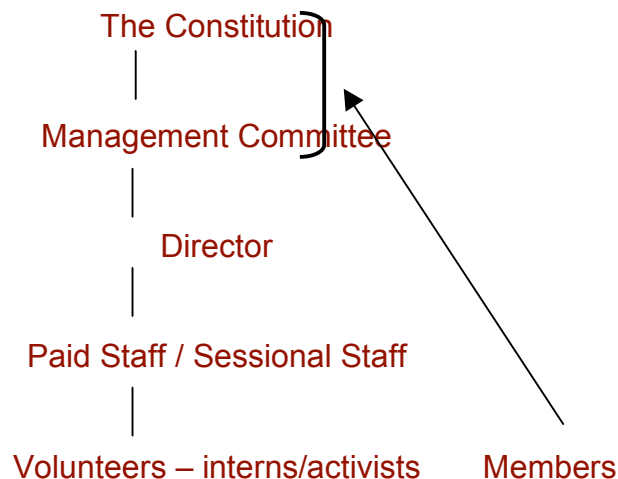 The Constitution
Management Committee
Director
Paid Staff / Sessional Staff
Volunteers – interns/activists
Members